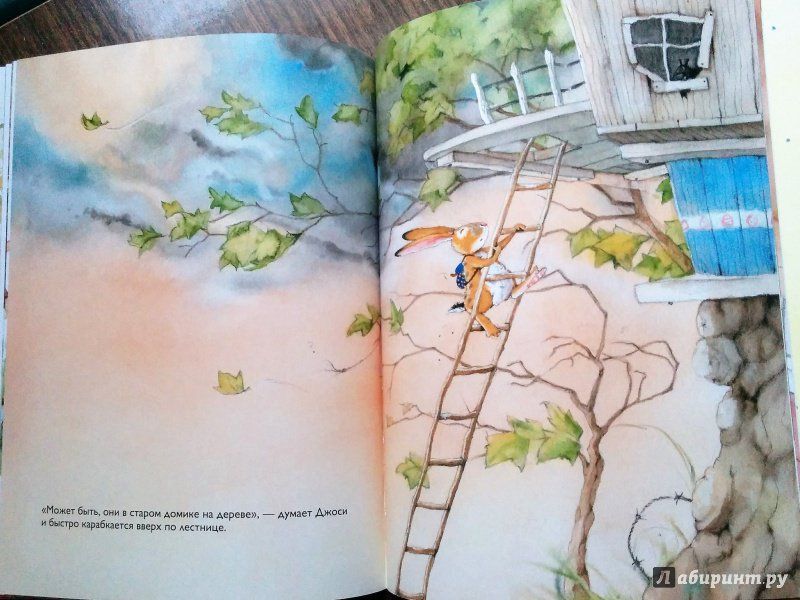 «Может быть, они в старом домике на дереве», — думает Джоси
и быстро карабкается вверх по лестнице.
Лабиринт.ру